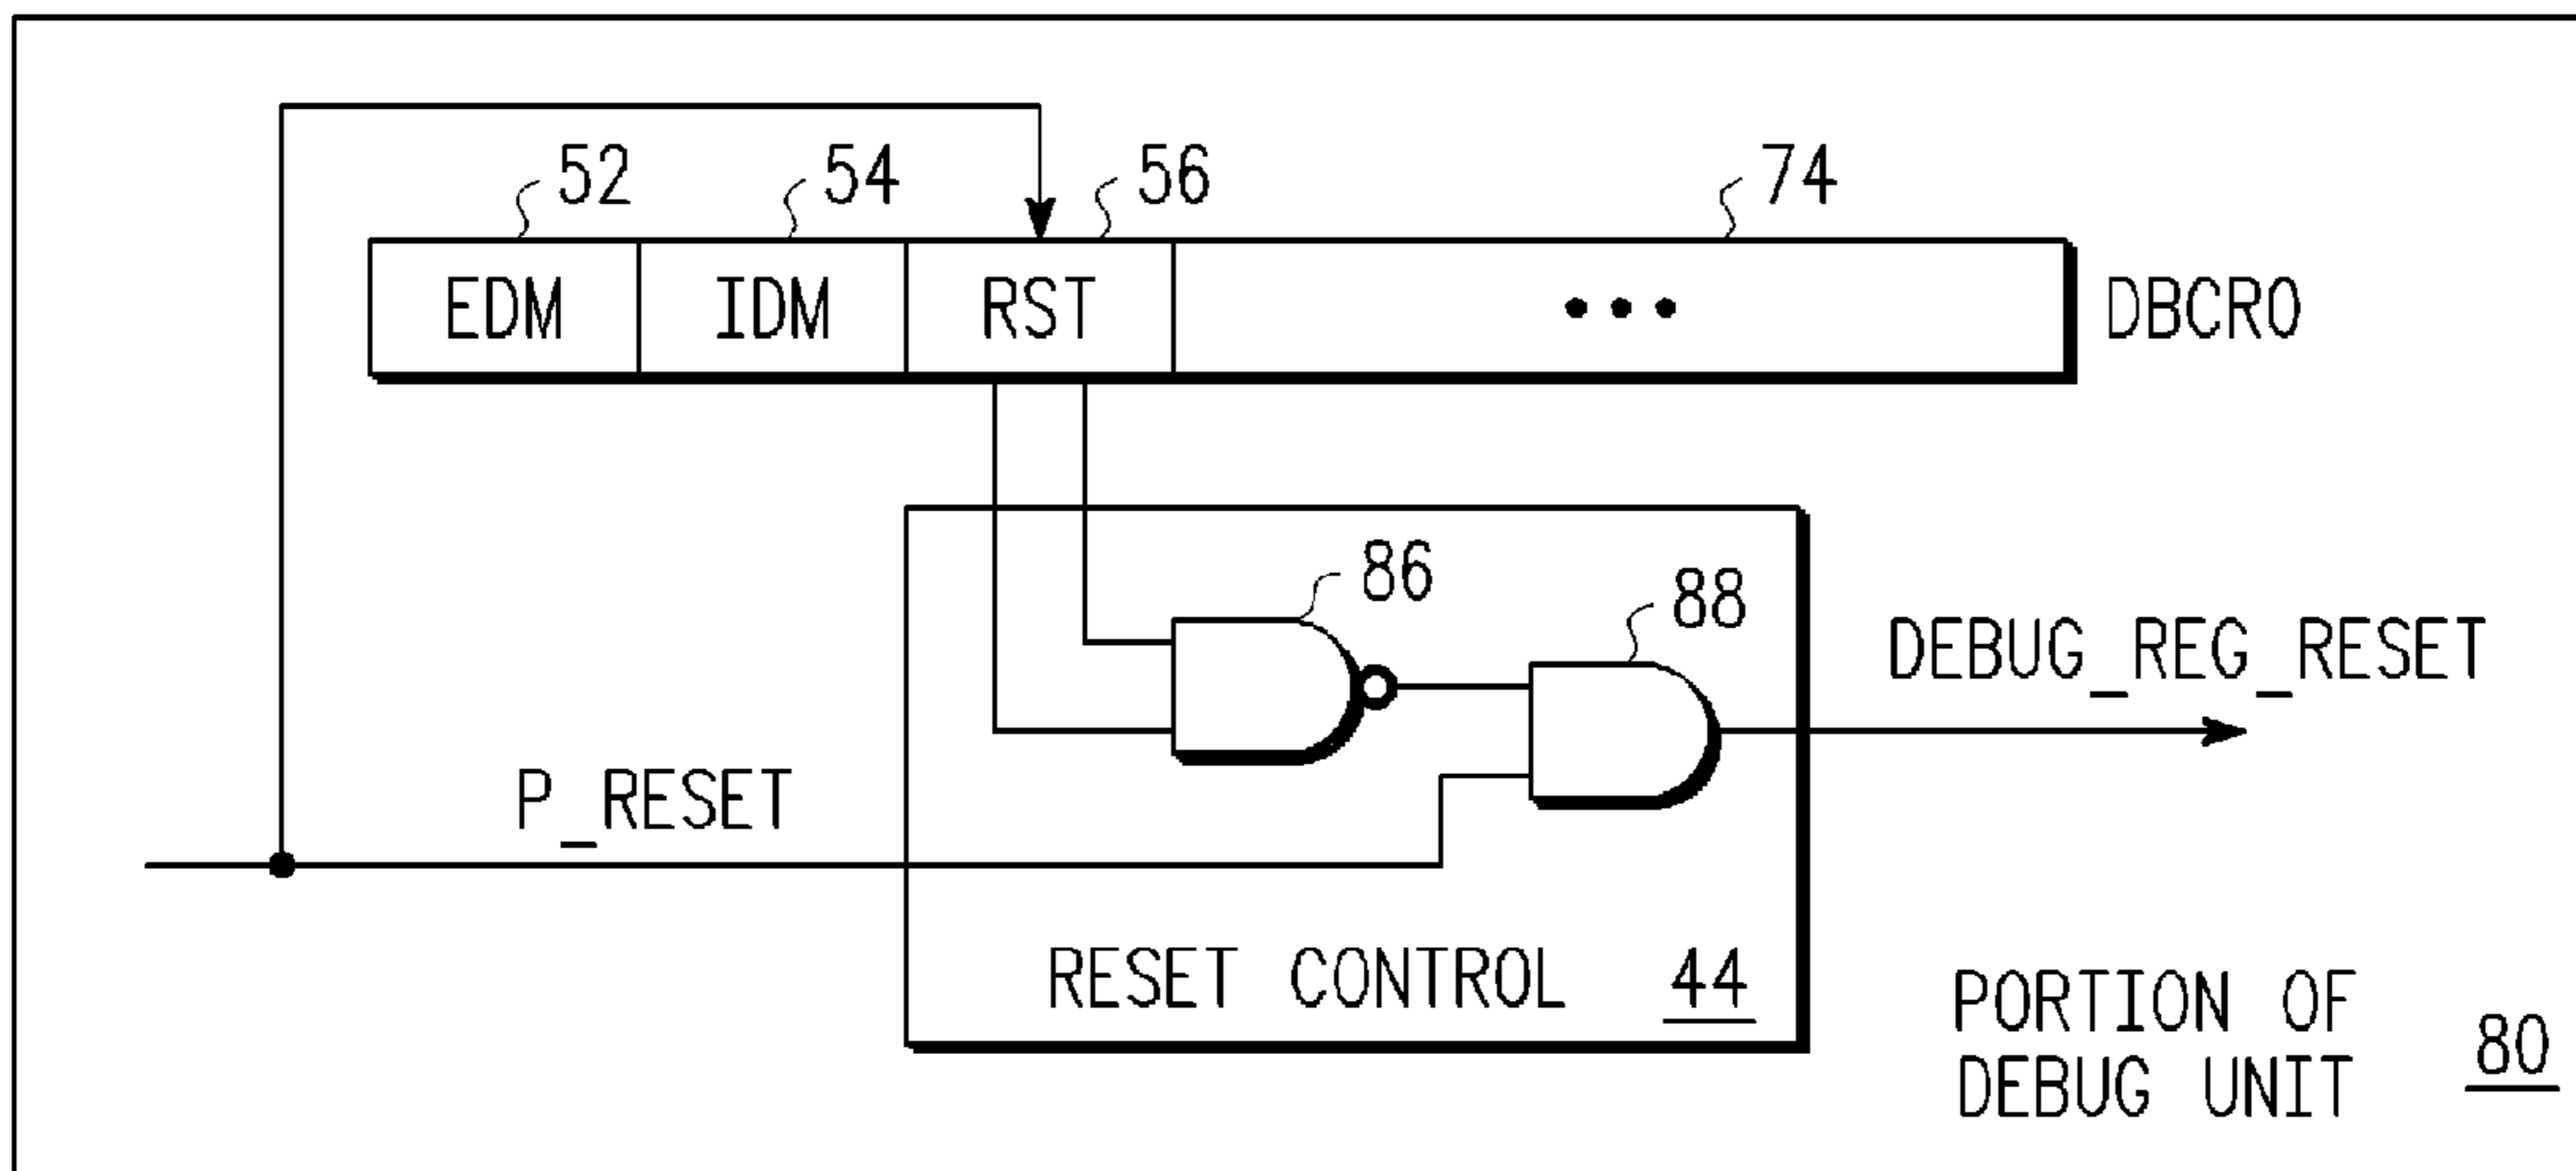 52 54 56 74
EDM IDM RST ••• DBCR0
86
88
DEBUG_REG_RESET
P_RESET
RESET CONTROL 44
PORTION OF
DEBUG UNIT 80